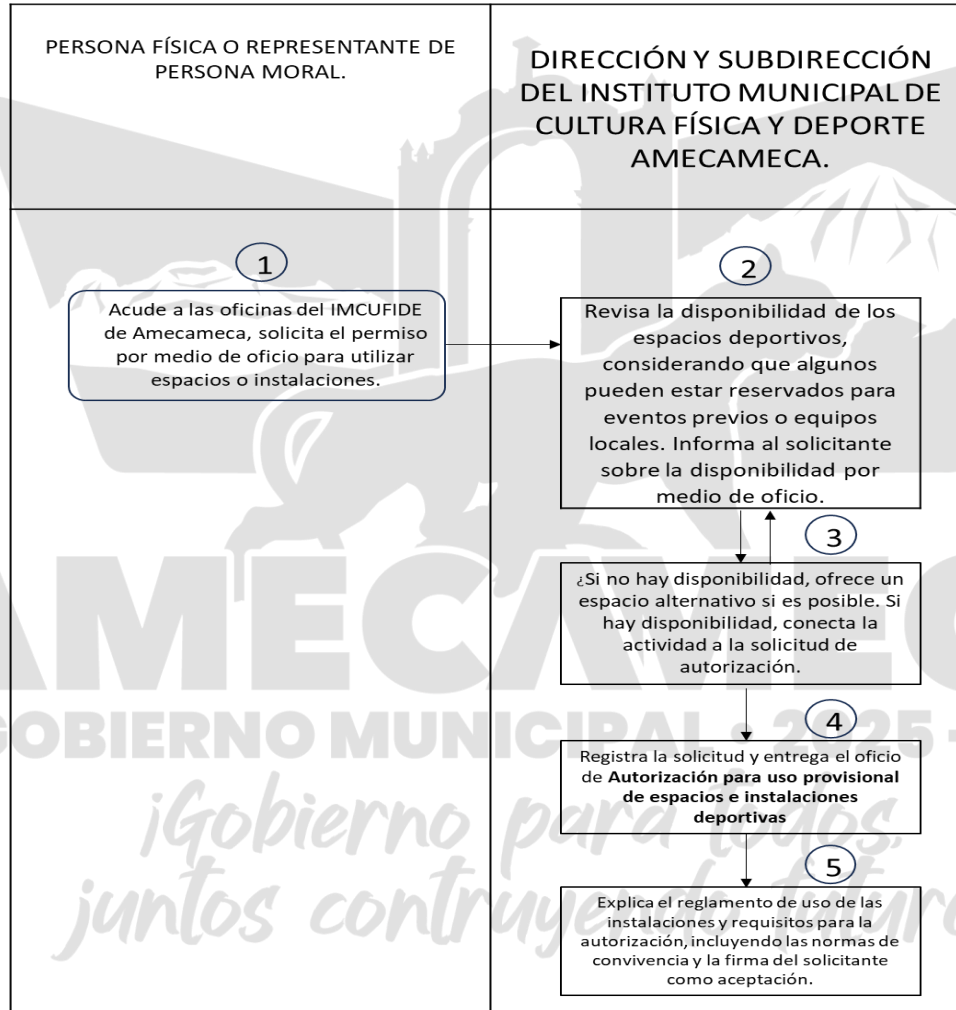 PERSONA FÍSICA O REPRESENTANTE DE
PERSONA MORAL.
DIRECCIÓN Y SUBDIRECCIÓN
DEL INSTITUTO MUNICIPAL DE
CULTURA FÍSICA Y DEPORTE
AMECAMECA.
1
Acude a las oficinas del IMCUFIDE
de Amecameca, solicita el permiso
por medio de oficio para utilizar
espacios o instalaciones.
2
Revisa la disponibilidad de los
espacios deportivos,
considerando que algunos
pueden estar reservados para
eventos previos o equipos
locales. Informa al solicitante
sobre la disponibilidad por
medio de oficio.
3
¿Si no hay disponibilidad, ofrece un
espacio alternativo si es posible. Si
hay disponibilidad, conecta la
actividad a la solicitud de
autorización.
4
Registra la solicitud y entrega el oficio
de Autorización para uso provisional
de espacios e instalaciones
deportivas
5
Explica el reglamento de uso de las
instalaciones y requisitos para la
autorización, incluyendo las normas de
convivencia y la firma del solicitante
como aceptación.
AMECAMEC
GOBIERNO MUNICIPAL • 2025 -
¡Gobierno para todos,
juntos contruyendo futuro